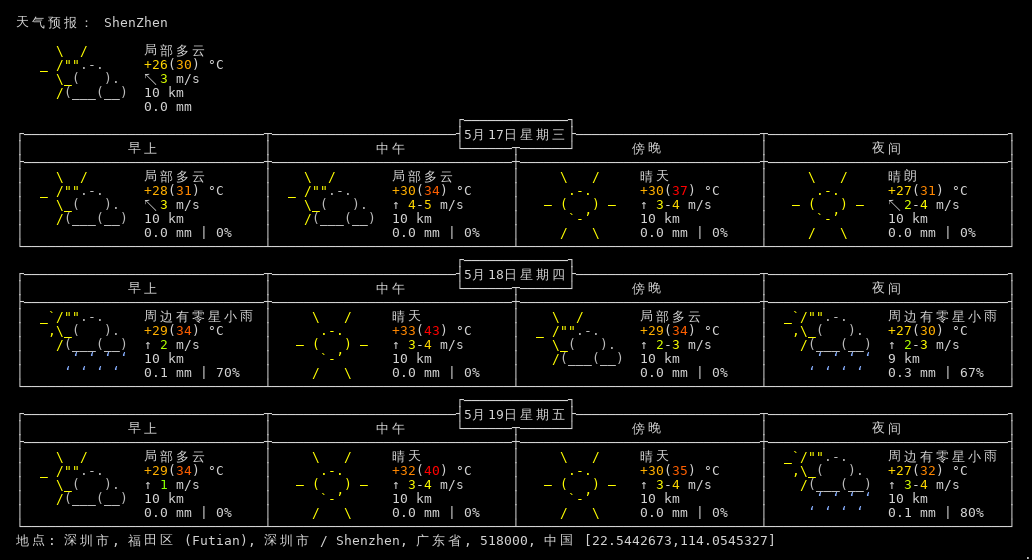 天气预报： ShenZhen
局部多云
+26(30) °C
↖3 m/s
10 km
0.0 mm
5月17日星期三
早上 中午 傍晚 夜间
局部多云 局部多云 晴天 晴朗
+28(31) °C +30(34) °C +30(37) °C +27(31) °C
↖3 m/s ↑ 4-5 m/s ↑ 3-4 m/s ↖2-4 m/s
10 km 10 km 10 km 10 km
0.0 mm | 0% 0.0 mm | 0% 0.0 mm | 0% 0.0 mm | 0%
5月18日星期四
早上 中午 傍晚 夜间
周边有零星小雨 晴天 局部多云 周边有零星小雨
+29(34) °C +33(43) °C +29(34) °C +27(30) °C
↑ 2 m/s ↑ 3-4 m/s ↑ 2-3 m/s ↑ 2-3 m/s
10 km 10 km 10 km 9 km
0.1 mm | 70% 0.0 mm | 0% 0.0 mm | 0% 0.3 mm | 67%
5月19日星期五
早上 中午 傍晚 夜间
局部多云 晴天 晴天 周边有零星小雨
+29(34) °C +32(40) °C +30(35) °C +27(32) °C
↑ 1 m/s ↑ 3-4 m/s ↑ 3-4 m/s ↑ 3-4 m/s
10 km 10 km 10 km 10 km
0.0 mm | 0% 0.0 mm | 0% 0.0 mm | 0% 0.1 mm | 80%
地点: 深圳市, 福田区 (Futian), 深圳市 / Shenzhen, 广东省, 518000, 中国 [22.5442673,114.0545327]